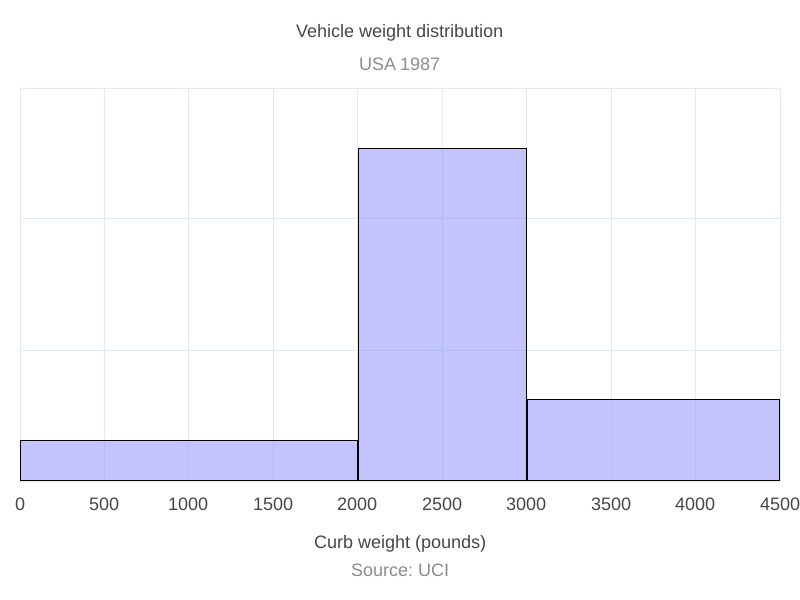 Vehicle weight distribution
USA 1987
0 500 1000 1500 2000 2500 3000 3500 4000 4500
Curb weight (pounds)
Source: UCI